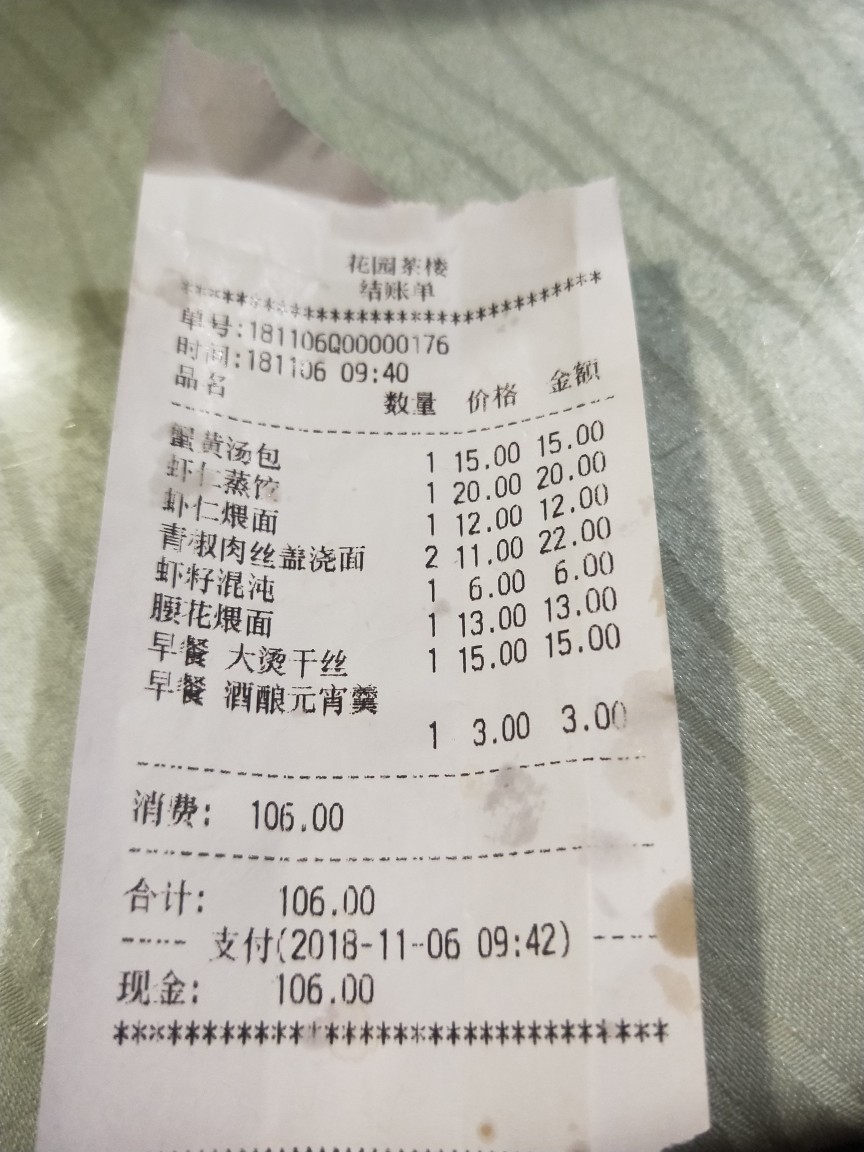 花园茶楼
结账单
************************************
单号:181106Q00000176
时间:181106 09:40
品名 数量 价格 金额
蟹黄汤包 1 15.00 15.00
虾仁蒸饺 1 20.00 20.00
虾仁煨面 1 12.00 12.00
青椒肉丝盖浇面 2 11.00 22.00
虾籽混沌 1 6.00 6.00
腰花煨面 1 13.00 13.00
早餐 大烫干丝 1 15.00 15.00
早餐 酒酿元宵羹
1 3.00 3.00
消费: 106.00
合计: 106.00
---- 支付(2018-11-06 09:42) ----
现金: 106.00
********************************